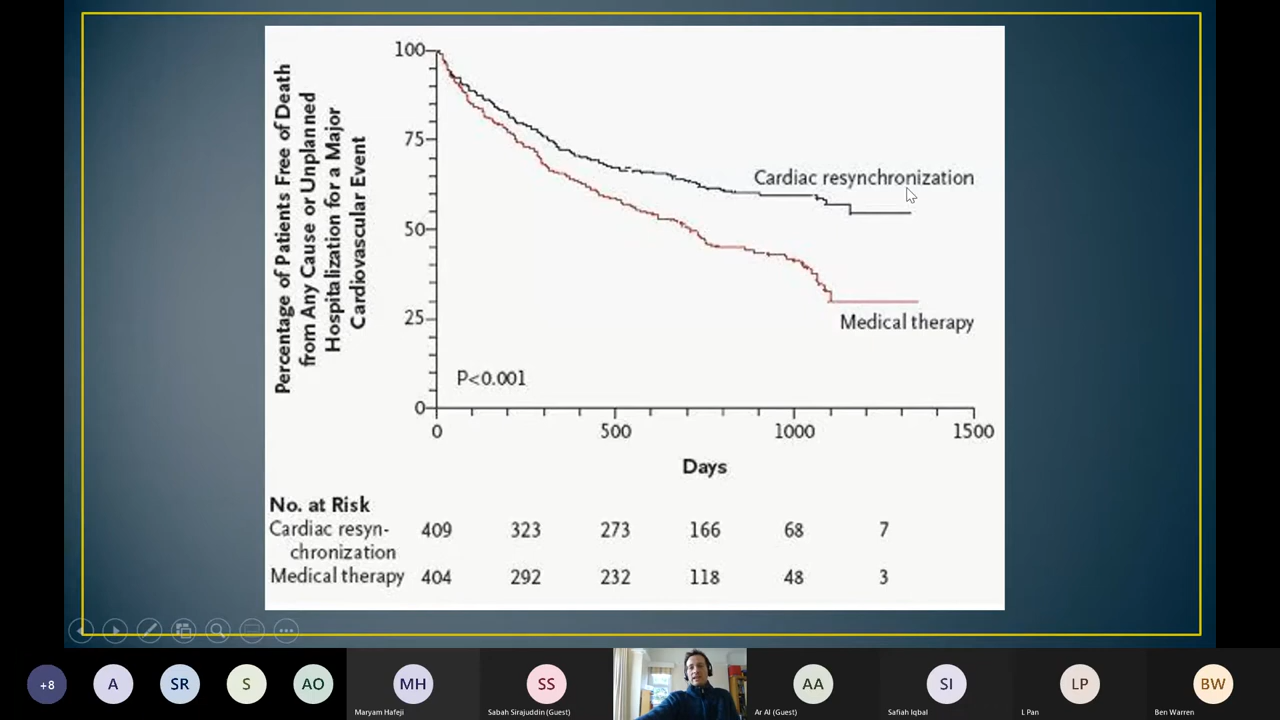 Percentage of Patients Free of Death
from Any Cause or Unplanned
Hospitalization for a Major
Cardiovascular Event
100
75
50
25
0
Cardiac resynchronization
Medical therapy
P<0.001
0 500 1000 1500
Days
No. at Risk
Cardiac resyn-
chronization 409 323 273 166 68 7
Medical therapy 404 292 232 118 48 3
+8 A SR S AO MH SS AA SI LP BW
Maryam Hafeji Sabah Sirajuddin (Guest) Ar Al (Guest) Safiah Iqbal L Pan Ben Warren